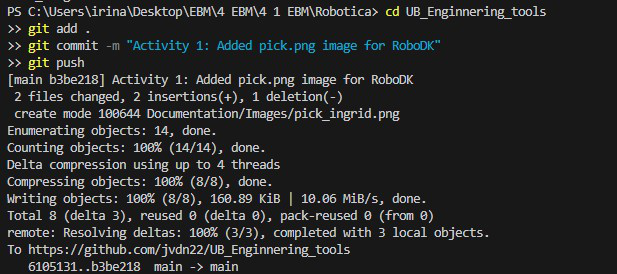 PS C:\Users\irina\Desktop\EBM\4 EBM\4 1 EBM\Robotica> cd UB_Enginnering_tools
>> git add .
>> git commit -m "Activity 1: Added pick.png image for RoboDK"
>> git push
[main b3be218] Activity 1: Added pick.png image for RoboDK
 2 files changed, 2 insertions(+), 1 deletion(-)
 create mode 100644 Documentation/Images/pick_ingrid.png
Enumerating objects: 14, done.
Counting objects: 100% (14/14), done.
Delta compression using up to 4 threads
Compressing objects: 100% (8/8), done.
Writing objects: 100% (8/8), 160.89 KiB | 10.06 MiB/s, done.
Total 8 (delta 3), reused 0 (delta 0), pack-reused 0 (from 0)
remote: Resolving deltas: 100% (3/3), completed with 3 local objects.
To https://github.com/jvdn22/UB_Enginnering_tools
   6105131..b3be218  main -> main